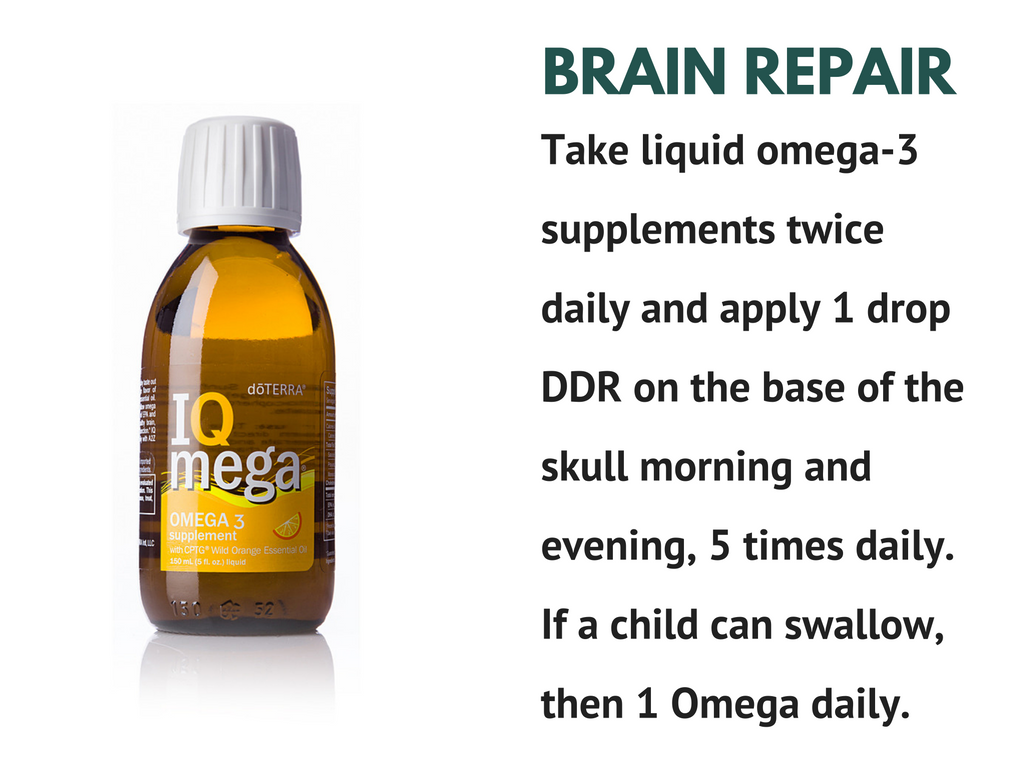 BRAIN REPAIR
Take liquid omega-3
supplements twice
daily and apply 1 drop
DDR on the base of the
skull morning and
evening, 5 times daily.
If a child can swallow,
then 1 Omega daily.
dōTERRA®
IQ
mega
OMEGA 3
supplement
with CPTG® Wild Orange Essential Oil
150 mL (5 fl. oz.) liquid
130 52